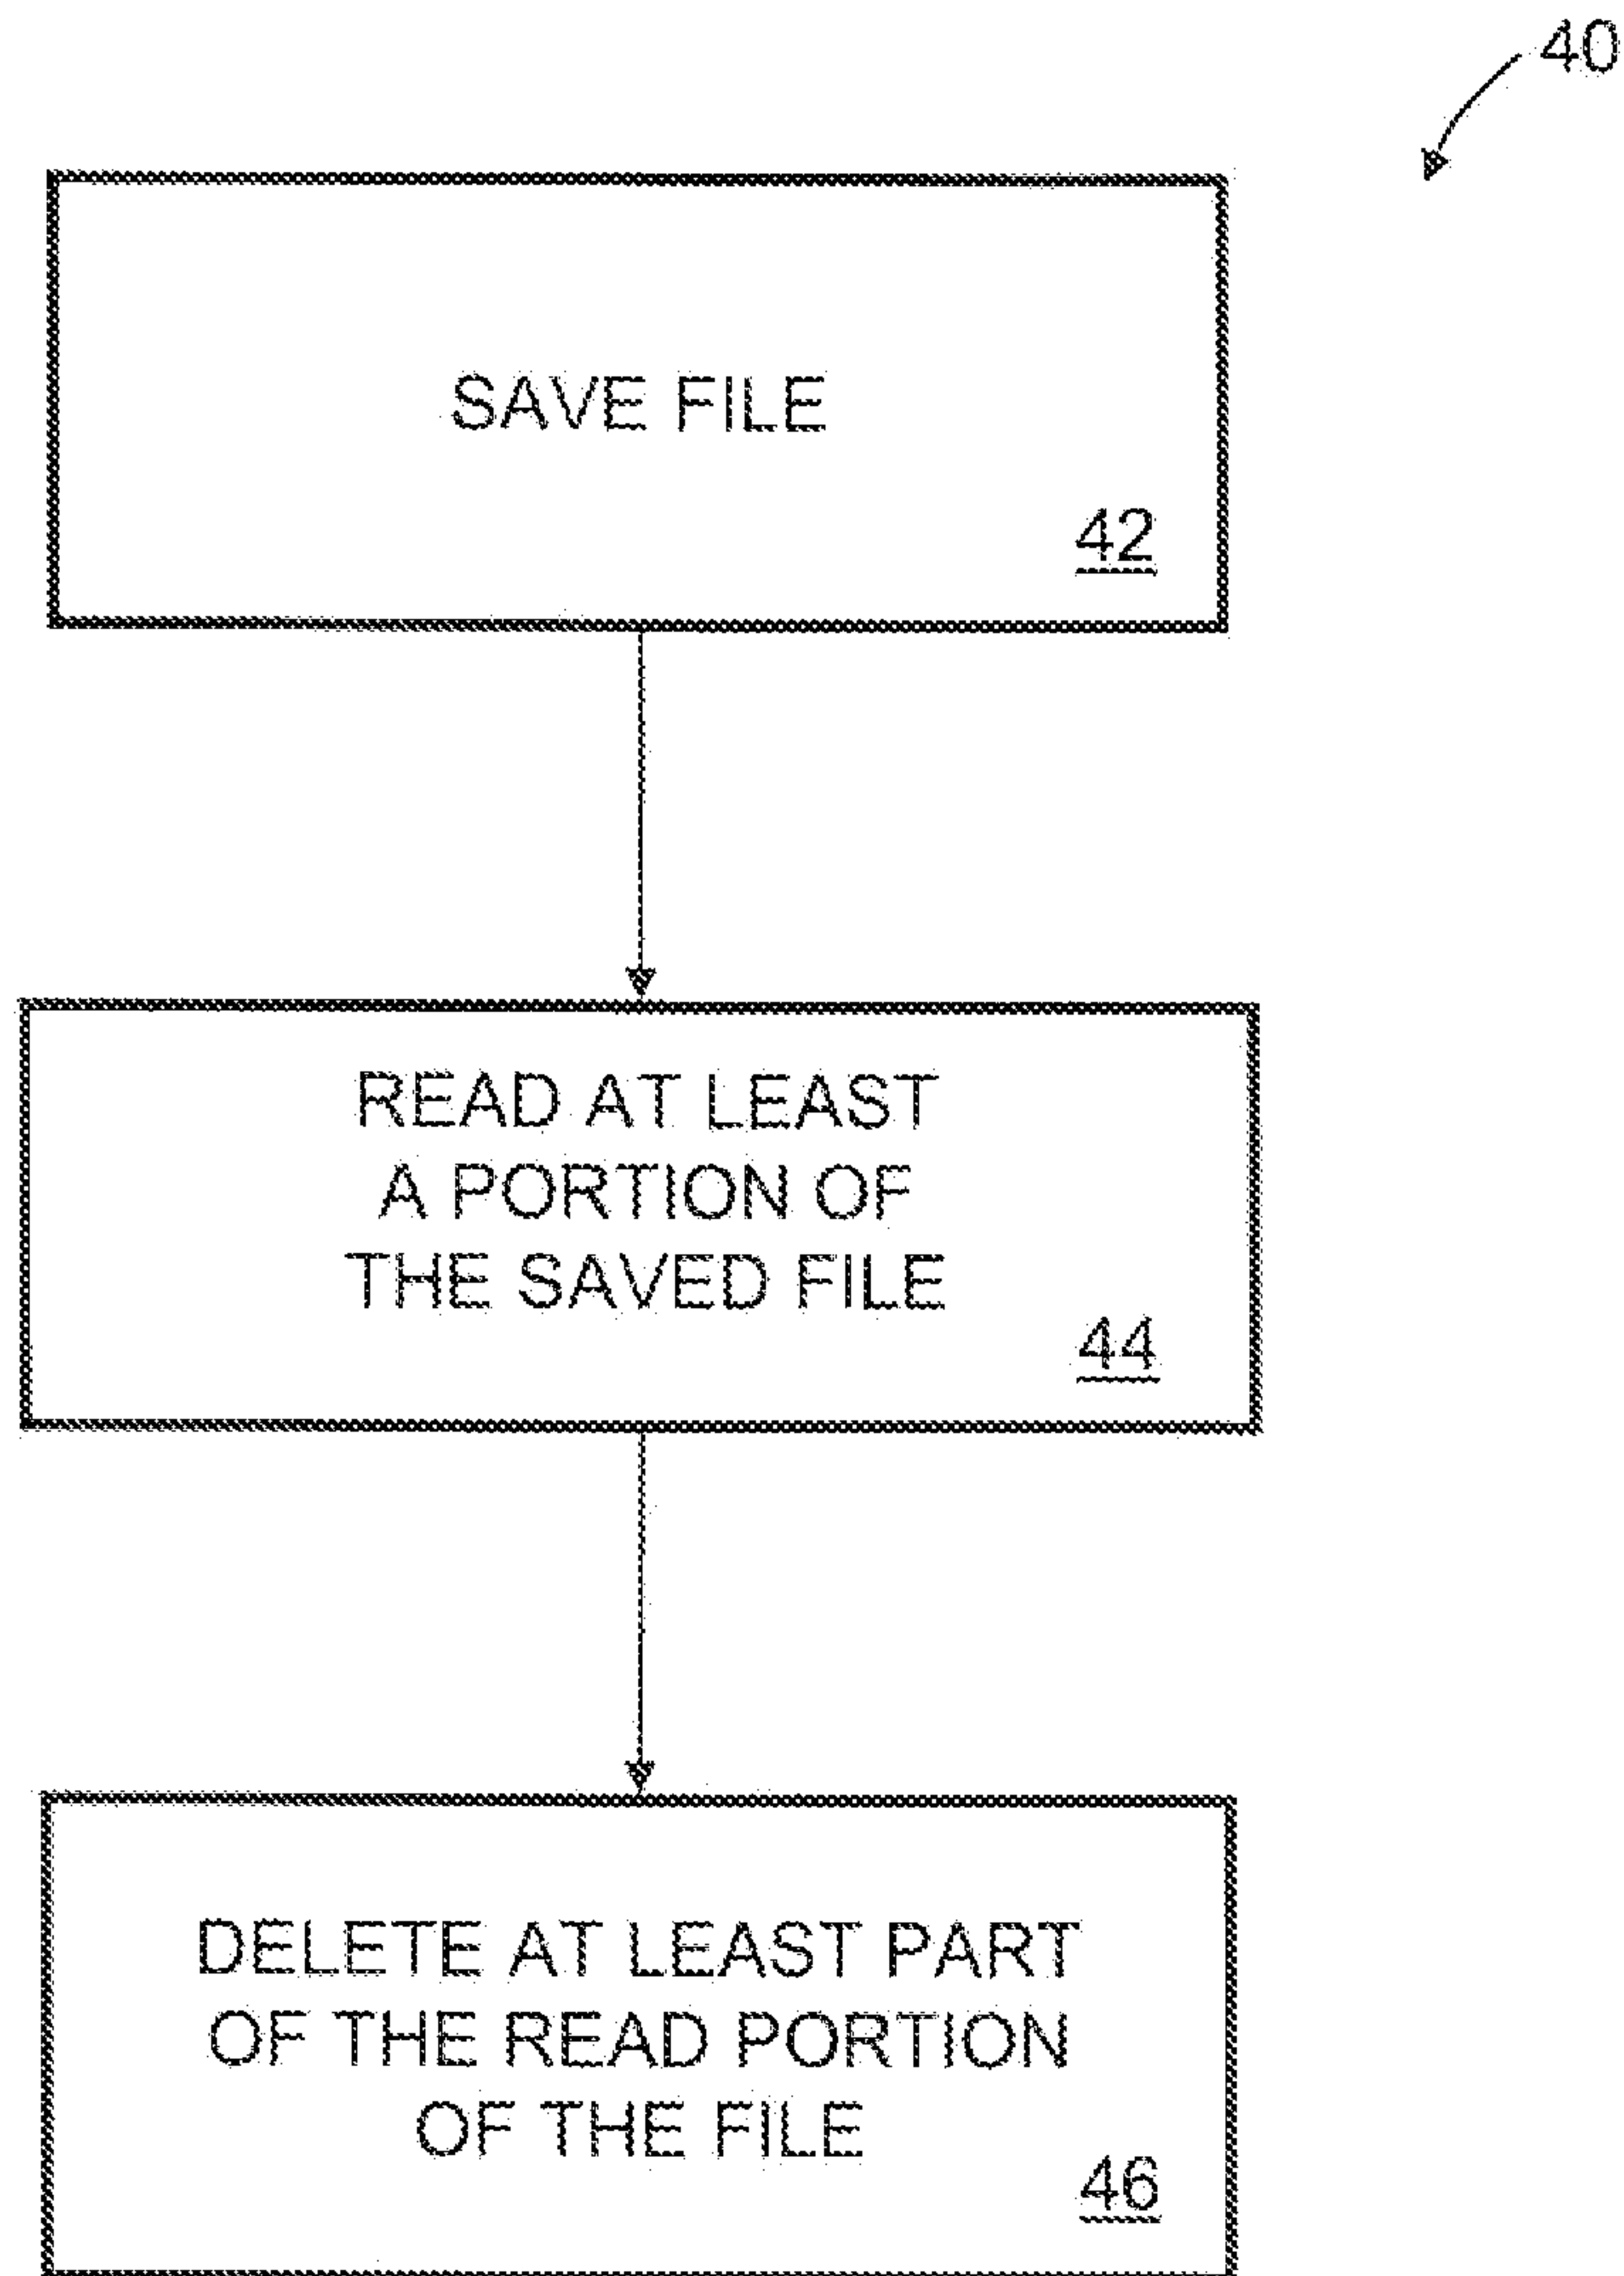 40
SAVE FILE
42
READ AT LEAST
A PORTION OF
THE SAVED FILE
44
DELETE AT LEAST PART
OF THE READ PORTION
OF THE FILE
46